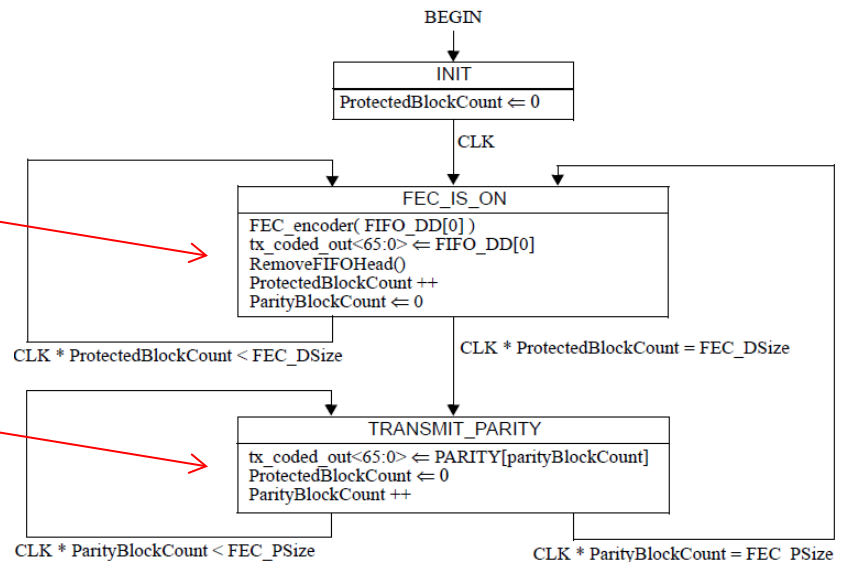 BEGIN
INIT
ProtectedBlockCount ⇐ 0
CLK
FEC_IS_ON
FEC_encoder( FIFO_DD[0] )
tx_coded_out<65:0> ⇐ FIFO_DD[0]
RemoveFIFOHead()
ProtectedBlockCount ++
ParityBlockCount ⇐ 0
CLK * ProtectedBlockCount < FEC_DSize
CLK * ProtectedBlockCount = FEC_DSize
TRANSMIT_PARITY
tx_coded_out<65:0> ⇐ PARITY[parityBlockCount]
ProtectedBlockCount ⇐ 0
ParityBlockCount ++
CLK * ParityBlockCount < FEC_PSize
CLK * ParityBlockCount = FEC_PSize